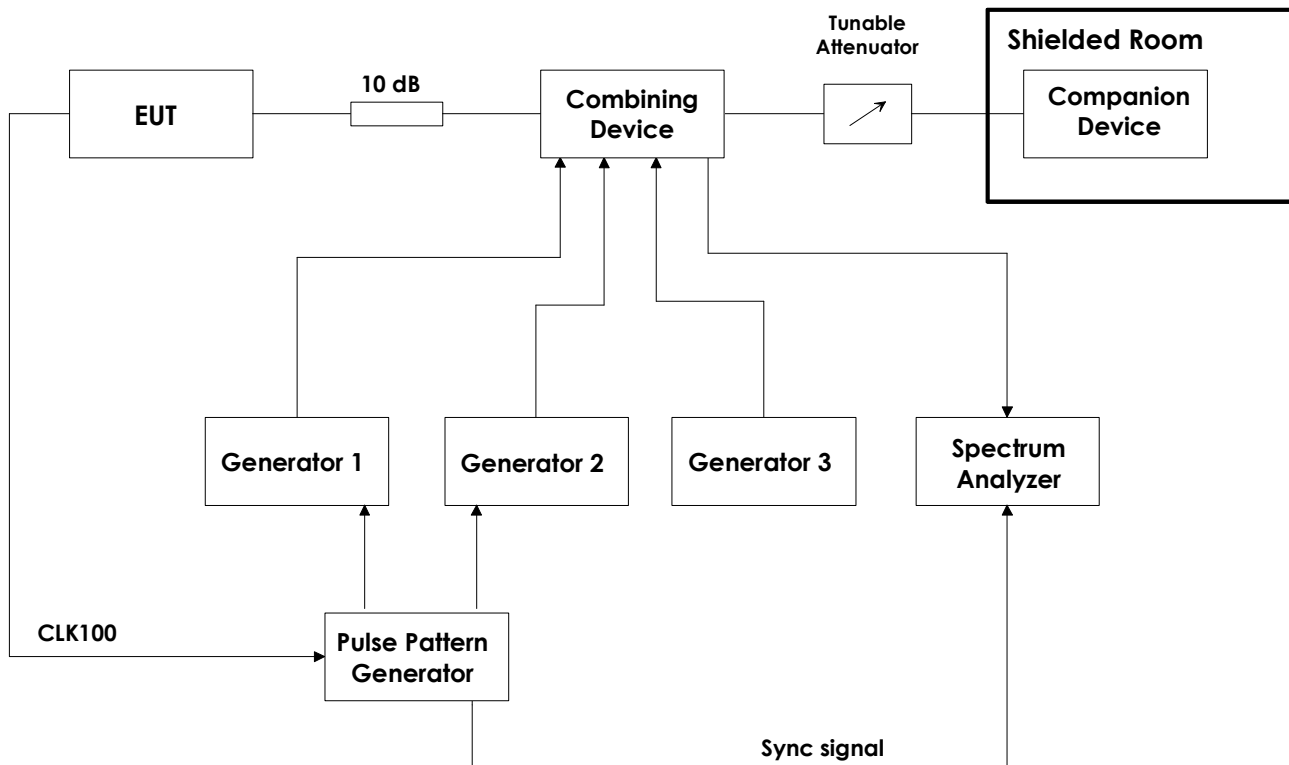 Tunable
Attenuator
Shielded Room
EUT
10 dB
Combining
Device
Companion
Device
Generator 1
Generator 2
Generator 3
Spectrum
Analyzer
CLK100
Pulse Pattern
Generator
Sync signal